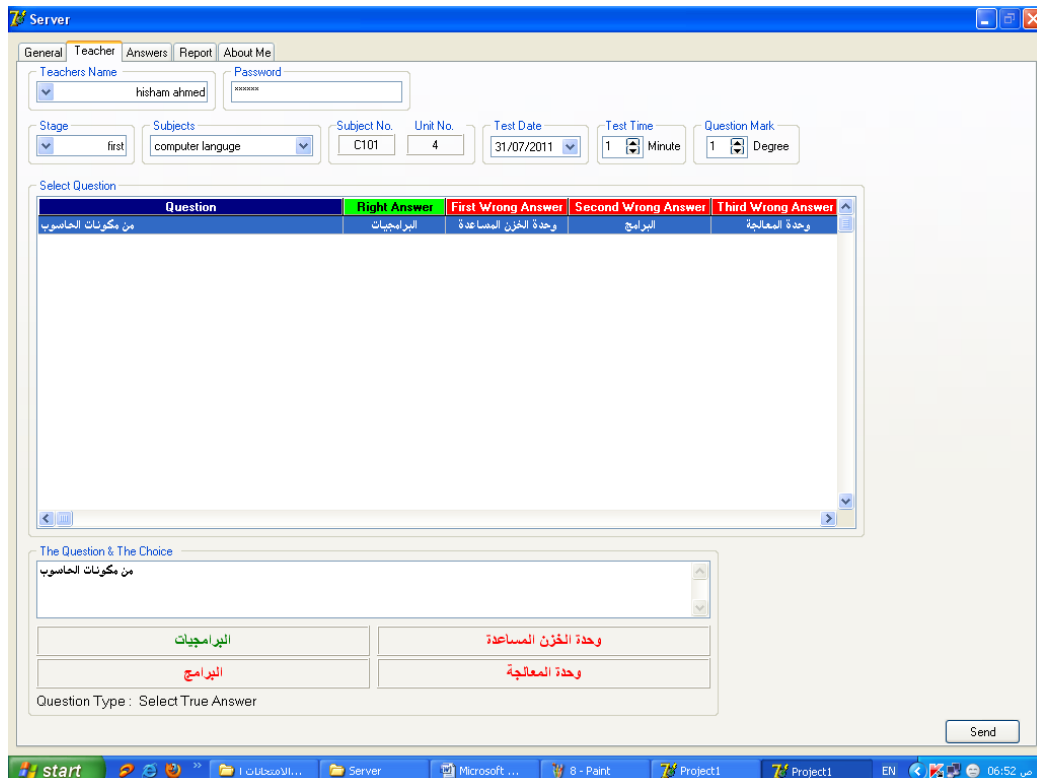 Server
General Teacher Answers Report About Me
Teachers Name Password
hisham ahmed ******
Stage Subjects Subject No. Unit No. Test Date Test Time Question Mark
first computer languge C101 4 31/07/2011 1 Minute 1 Degree
Select Question
Question Right Answer First Wrong Answer Second Wrong Answer Third Wrong Answer
من مكونات الحاسوب البرامجيات وحدة الخزن المساعدة البرامج وحدة المعالجة
The Question & The Choice
من مكونات الحاسوب
البرامجيات وحدة الخزن المساعدة
البرامج وحدة المعالجة
Question Type : Select True Answer
Send
start الامتحانات ا... Server Microsoft ... 8 - Paint Project1 Project1 EN 06:52 ص